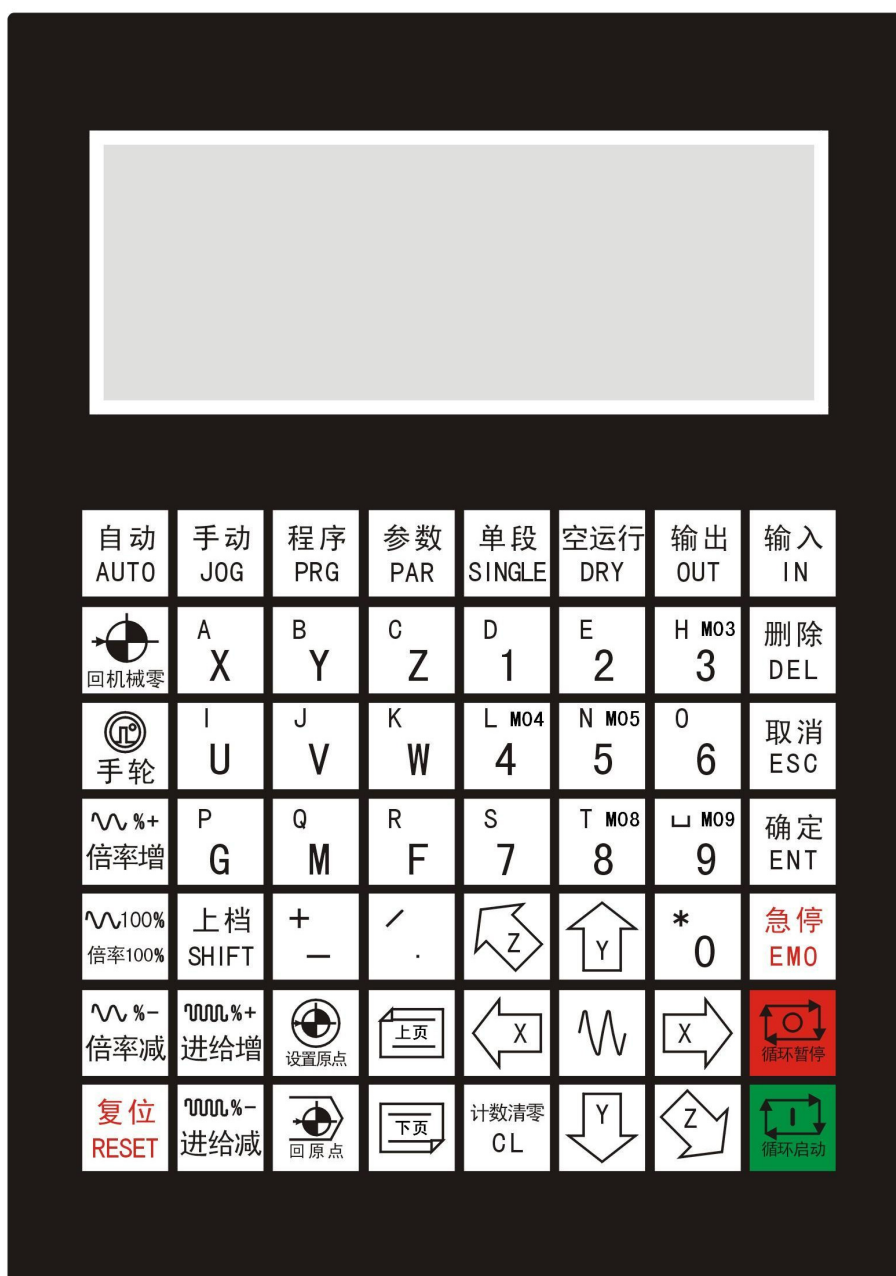 自动 手动 程序 参数 单段 空运行 输出 输入
AUTO JOG PRG PAR SINGLE DRY OUT IN
A B C D E H M03 删除
X Y Z 1 2 3 DEL
回机械零
I J K L M04 N M05 O 取消
U V W 4 5 6 ESC
手轮
%+ P Q R S T M08 ㄩ M09 确定
倍率增 G M F 7 8 9 ENT
100% 上档 + / * 急停
倍率100% SHIFT — . Z Y 0 EMO
%- %+ 上页 X X
倍率减 进给增 设置原点 循环暂停
复位 %- 下页 计数清零 Y Z
RESET 进给减 回原点 CL 循环启动